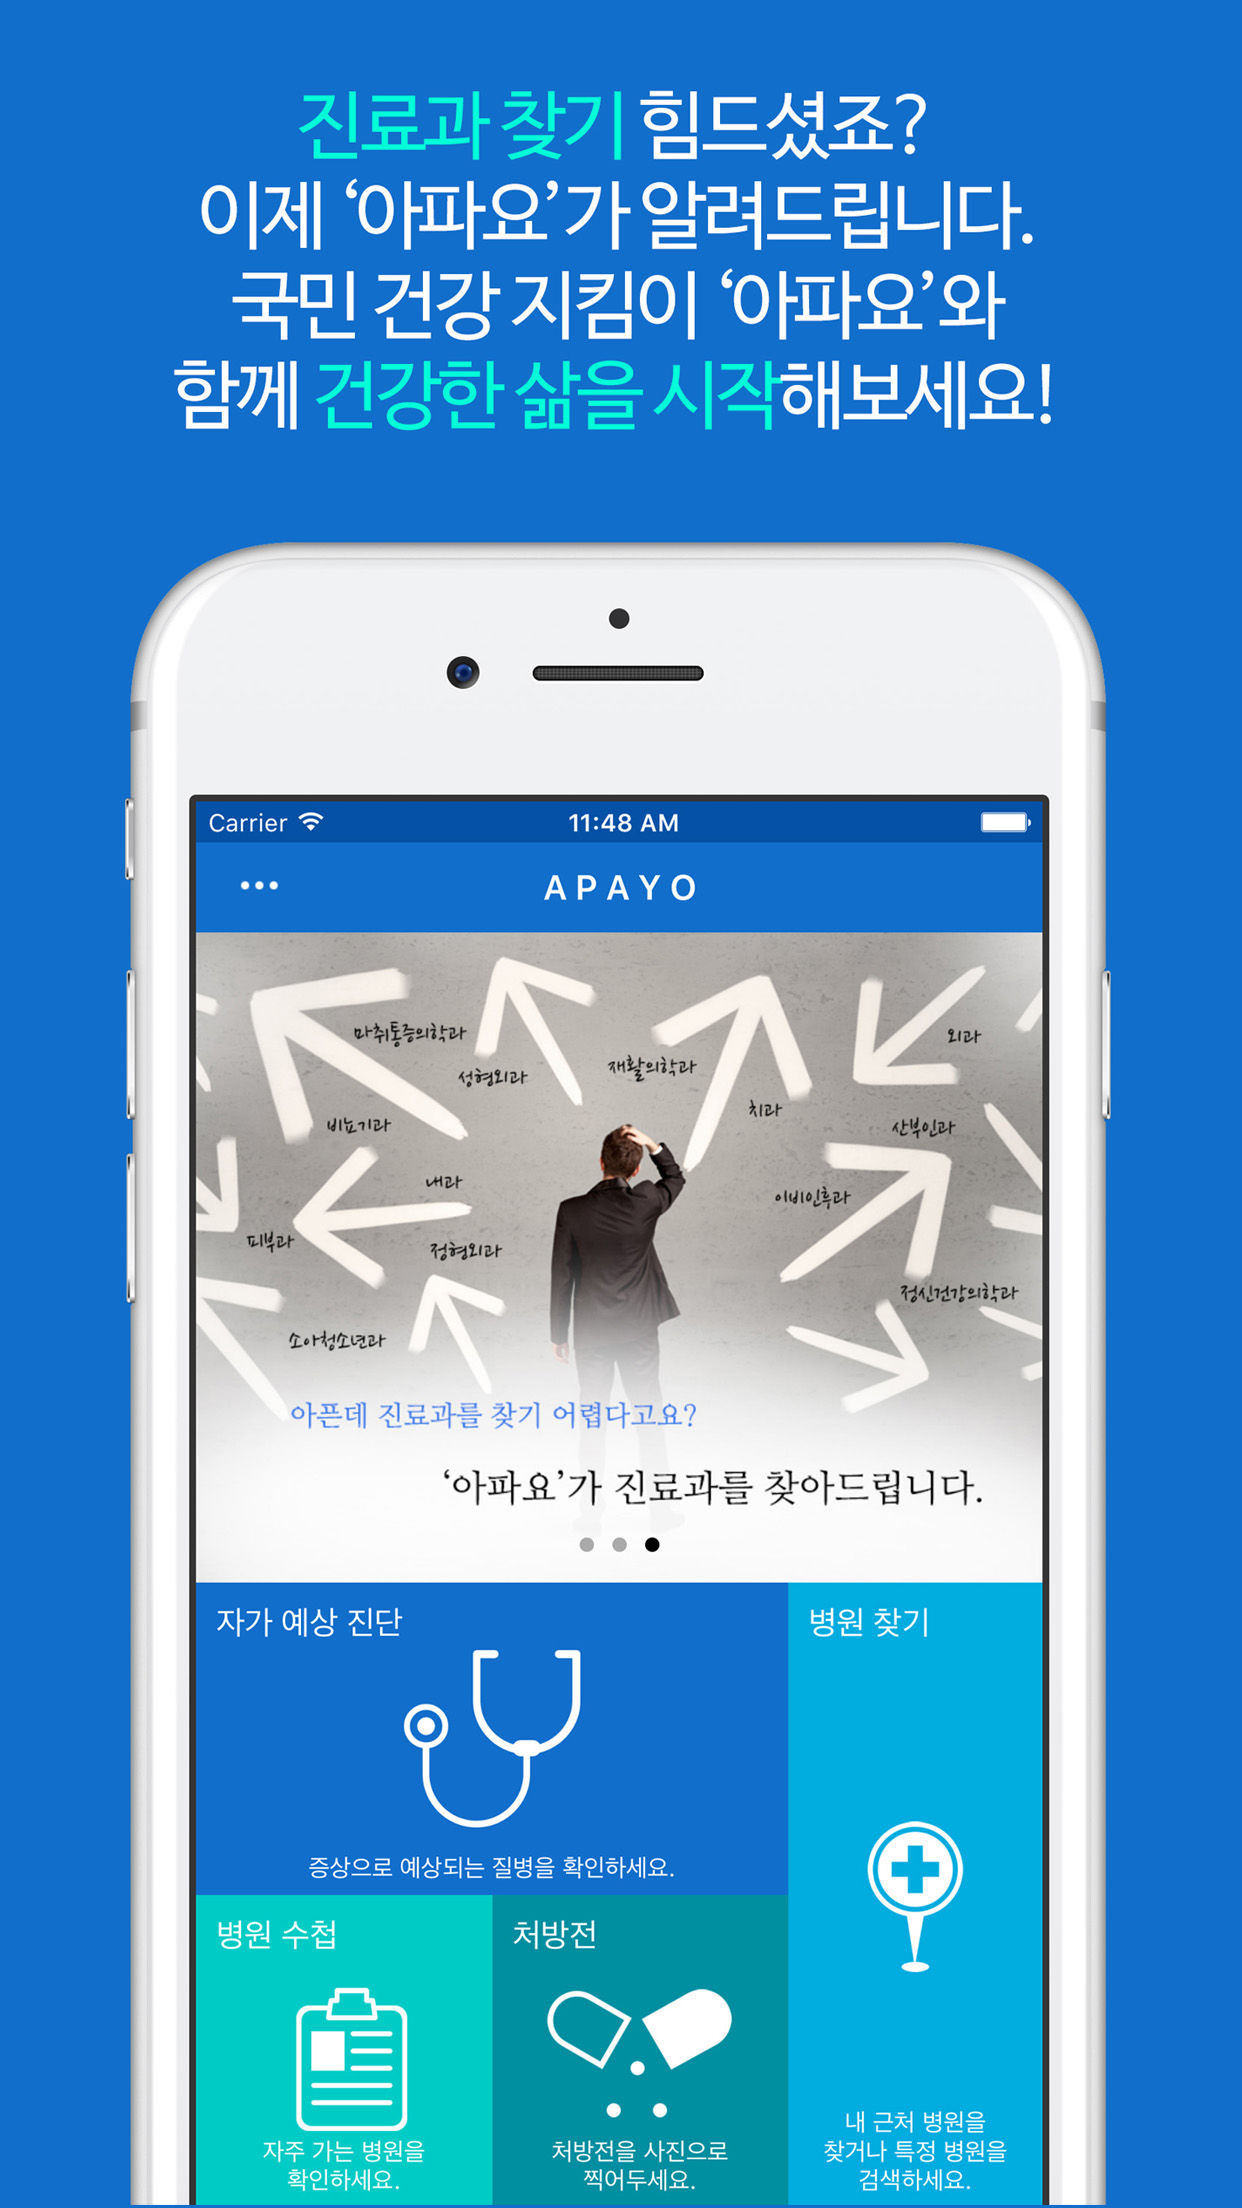 진료과 찾기 힘드셨죠?
이제 ‘아파요’가 알려드립니다.
국민 건강 지킴이 ‘아파요’와
함께 건강한 삶을 시작해보세요!
Carrier 11:48 AM
APAYO
마취통증의학과
성형외과
재활의학과
외과
비뇨기과
치과
산부인과
내과
이비인후과
피부과
정형외과
정신건강의학과
소아청소년과
아픈데 진료과를 찾기 어렵다고요?
‘아파요’가 진료과를 찾아드립니다.
자가 예상 진단
증상으로 예상되는 질병을 확인하세요.
병원 찾기
내 근처 병원을
찾거나 특정 병원을
검색하세요.
병원 수첩
자주 가는 병원을
확인하세요.
처방전
처방전을 사진으로
찍어두세요.